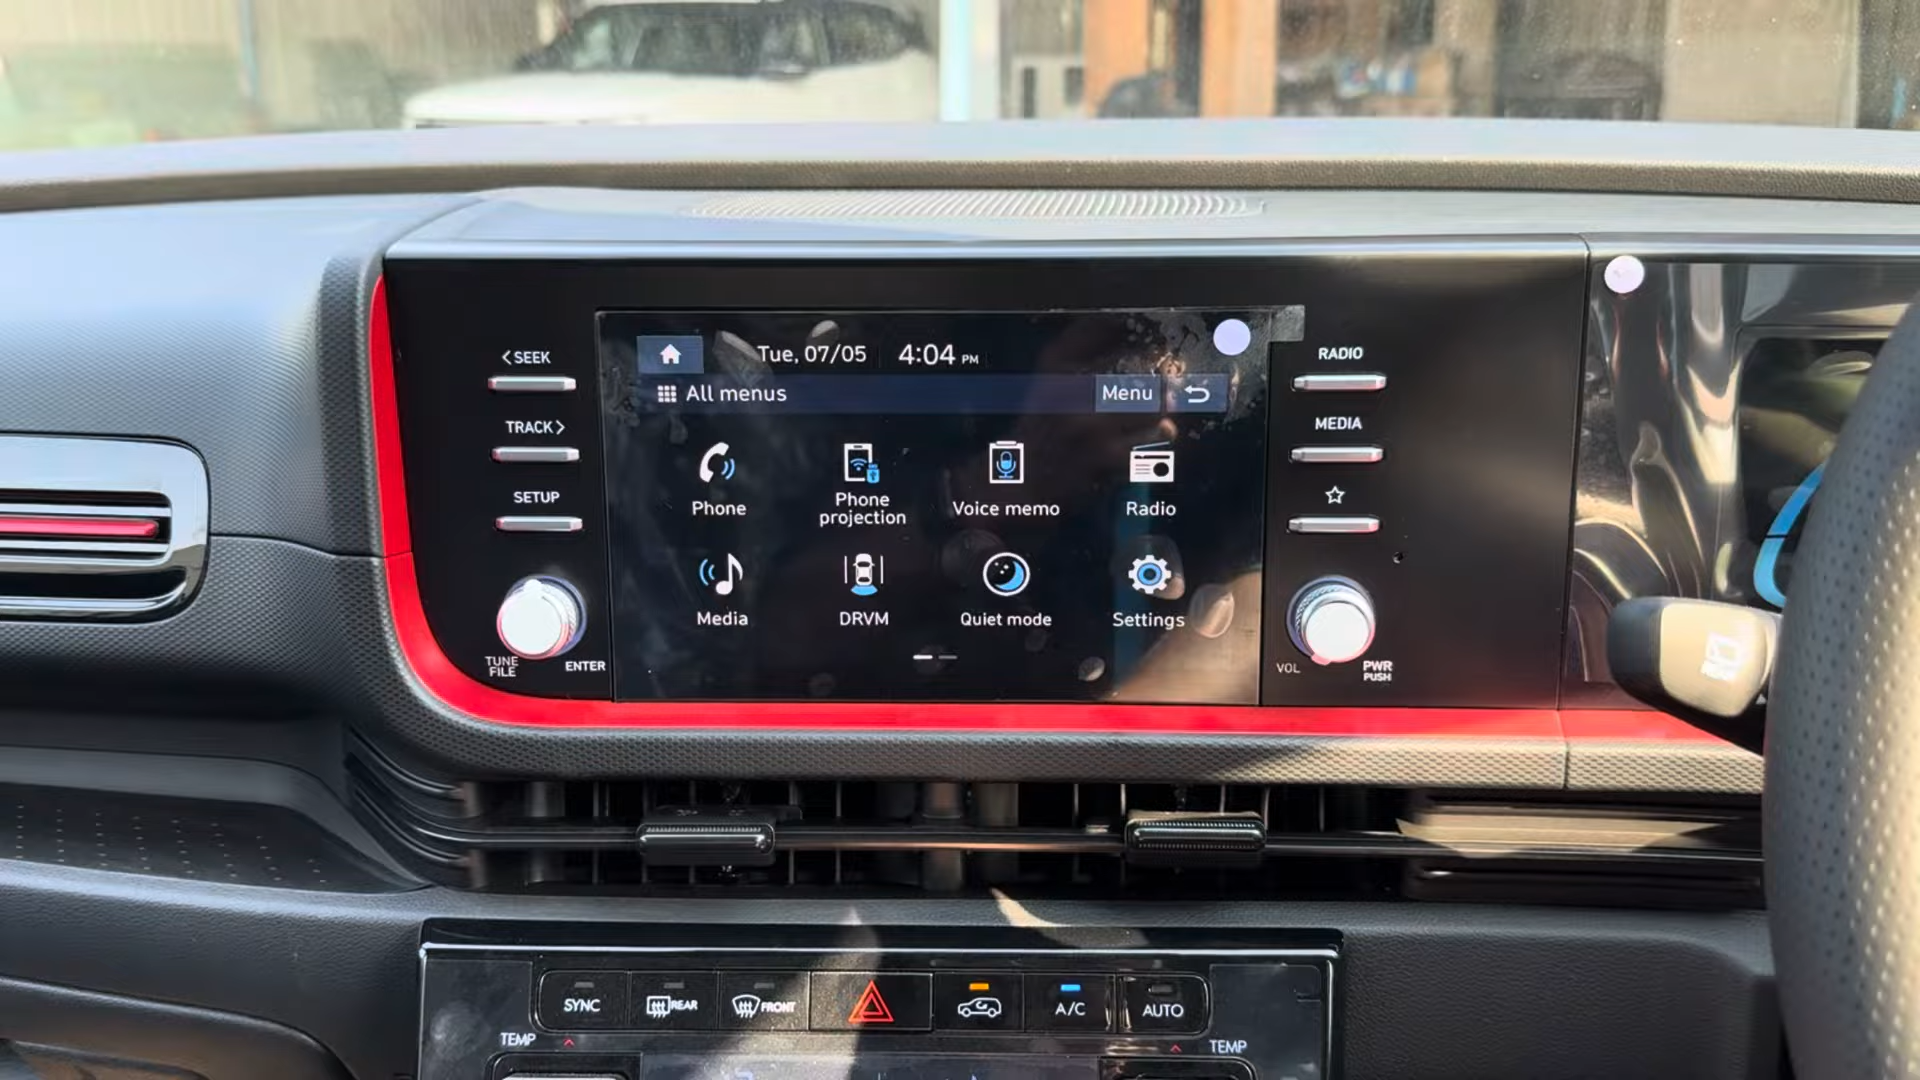 <SEEK
TRACK>
SETUP
TUNE
FILE
ENTER
Tue, 07/05
4:04 PM
All menus
Menu
Phone
Phone
projection
Voice memo
Radio
Media
DRVM
Quiet mode
Settings
RADIO
MEDIA
VOL
PWR
PUSH
SYNC
REAR
FRONT
A/C
AUTO
TEMP
TEMP